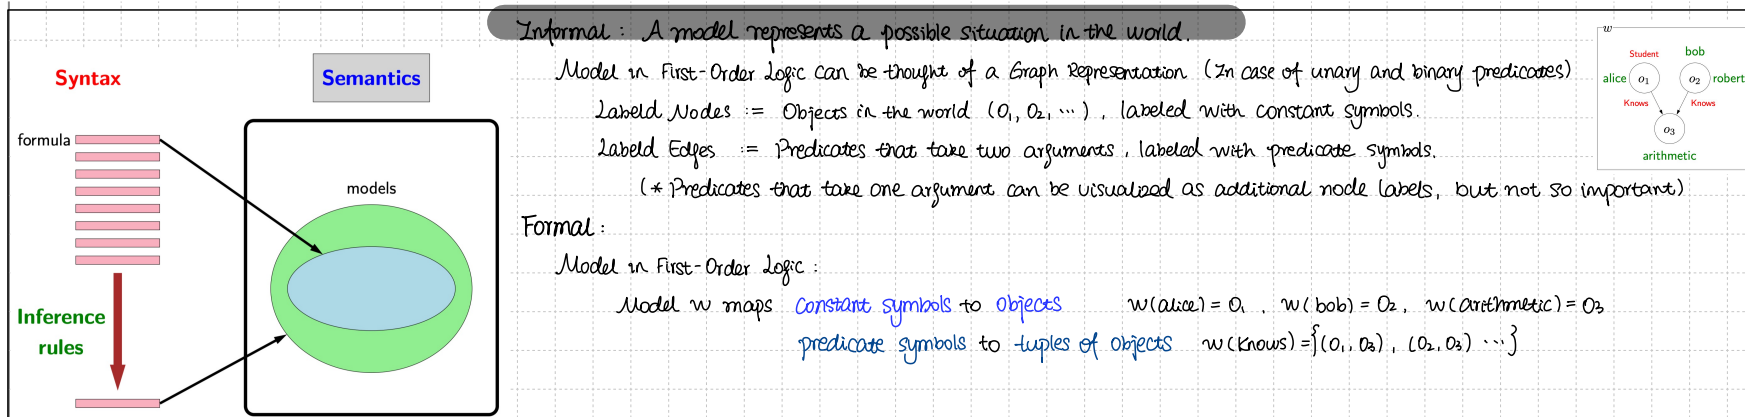 Informal : A model represents a possible situation in the world.
Syntax
Semantics
formula
models
Inference
rules
Model in First-Order Logic can be thought of a Graph Representation (In case of unary and binary predicates)
Labeld Nodes := Objects in the world (O₁, O₂, ⋯) , labeled with constant symbols.
Labeld Edges := Predicates that take two arguments , labeled with predicate symbols.
(* Predicates that take one argument can be visualized as additional node labels, but not so important)
Formal :
Model in First-Order Logic :
Model w maps constant symbols to objects w(alice) = O₁ , w(bob) = O₂, w(arithmetic) = O₃
predicate symbols to tuples of objects w(Knows) = {(O₁, O₃) , (O₂, O₃) ⋯}
w
Student
bob
alice o₁ o₂ robert
Knows Knows
o₃
arithmetic